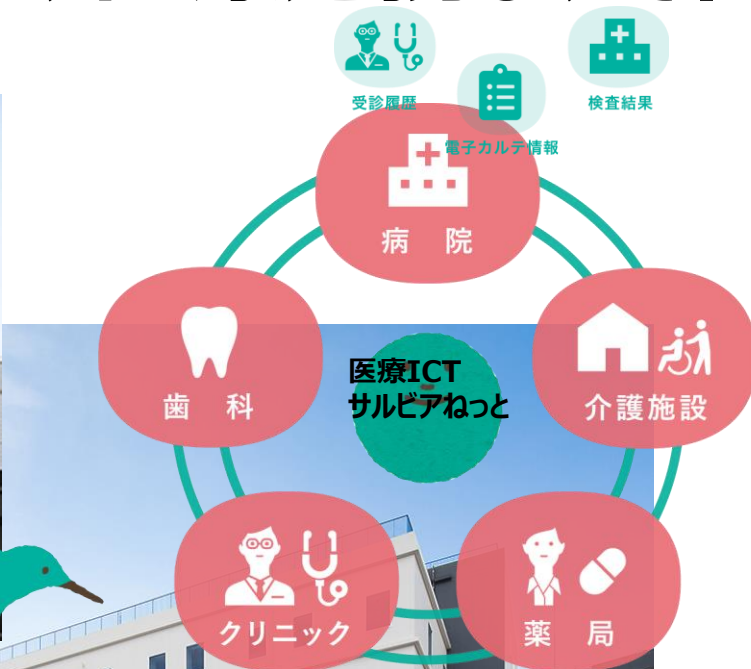 受診履歴
検査結果
電子カルテ情報
病 院
歯 科
医療ICT
サルビアねっと
介護施設
クリニック
薬 局